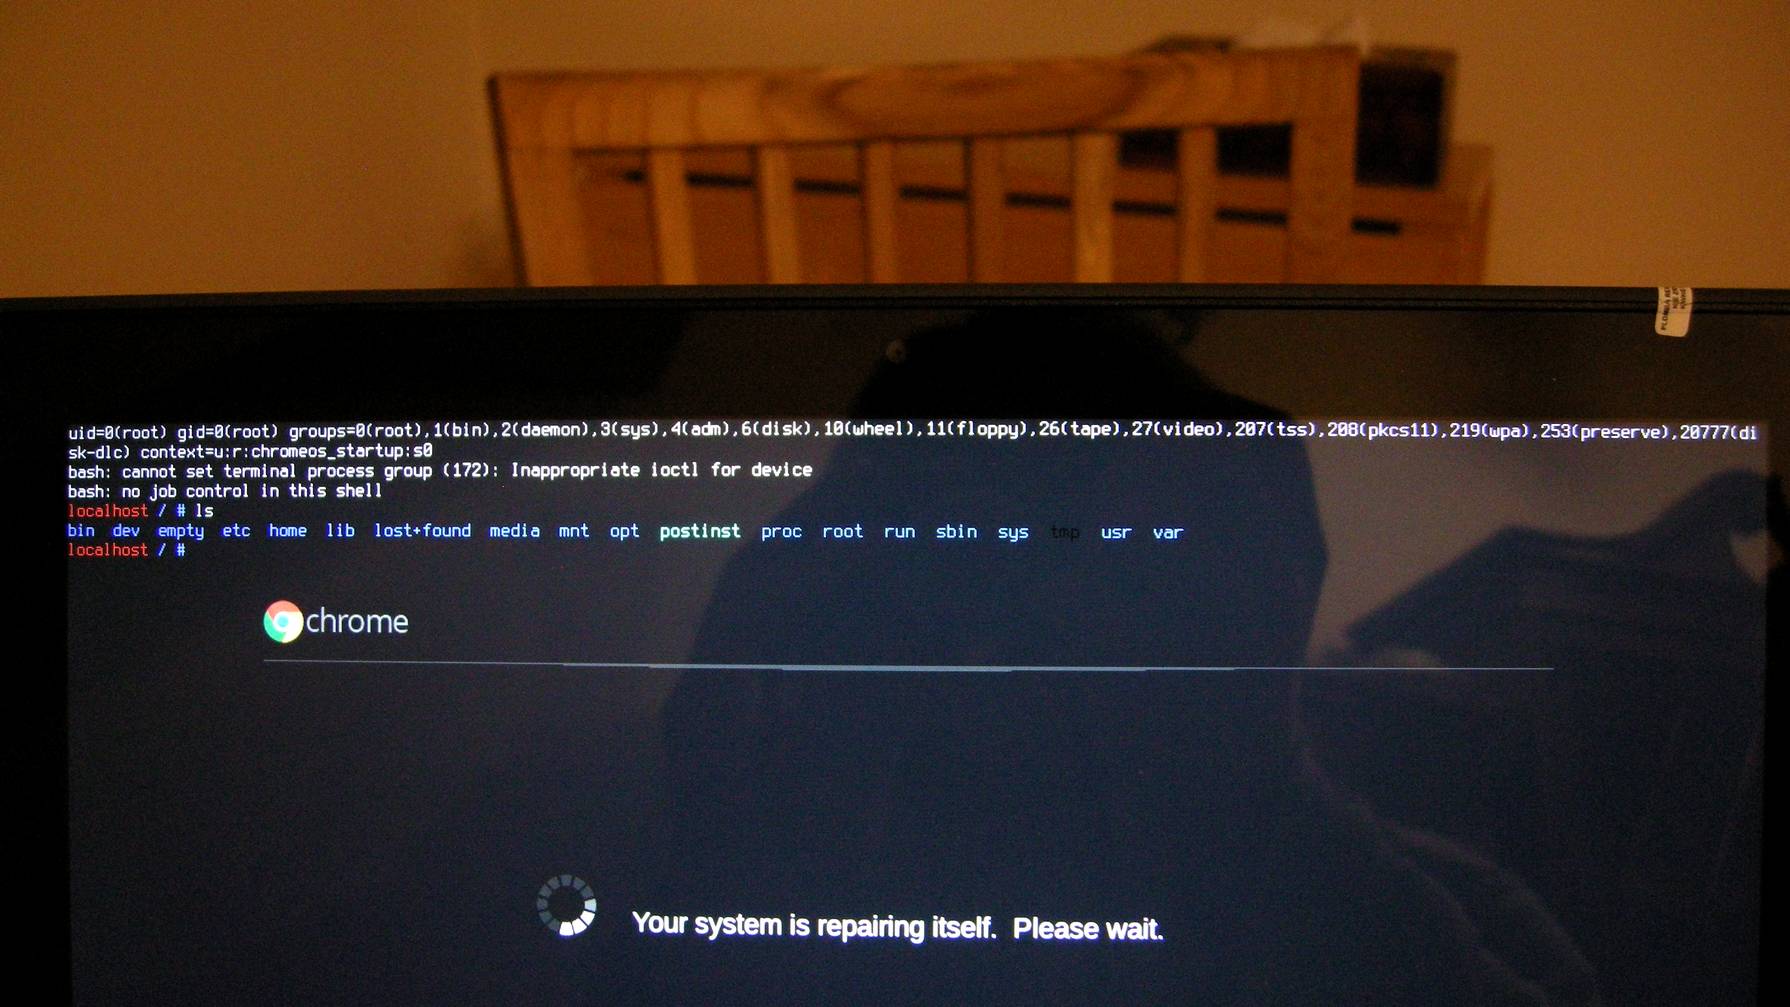 uid=0(root) gid=0(root) groups=0(root),1(bin),2(daemon),3(sys),4(adm),6(disk),10(wheel),11(floppy),26(tape),27(video),207(tss),208(pkcs11),219(wpa),253(preserve),20777(di
sk-dlc) context=u:r:chromeos_startup:s0
bash: cannot set terminal process group (172): Inappropriate ioctl for device
bash: no job control in this shell
localhost / # ls
bin dev empty etc home lib lost+found media mnt opt postinst proc root run sbin sys tmp usr var
localhost / #
chrome
Your system is repairing itself. Please wait.